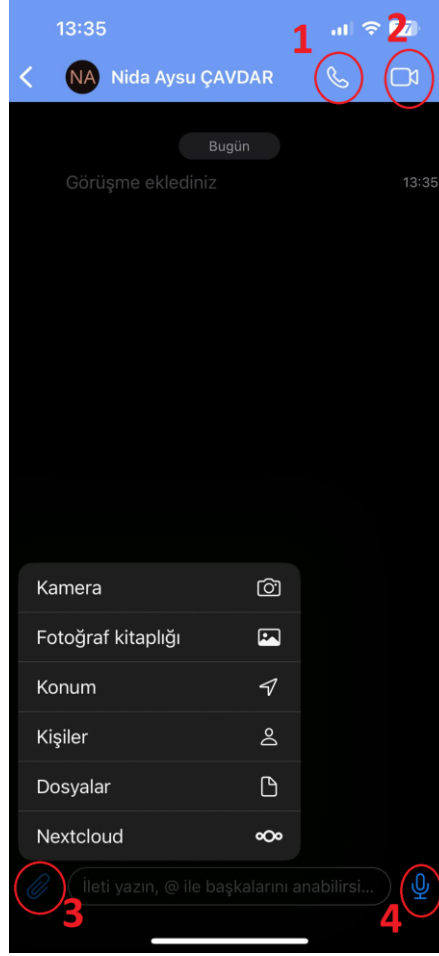 13:35
1
2
77
NA
Nida Aysu ÇAVDAR
Bugün
Görüşme eklediniz
13:35
Kamera
Fotoğraf kitaplığı
Konum
Kişiler
Dosyalar
Nextcloud
İleti yazın, @ ile başkalarını anabilirsi...
3
4